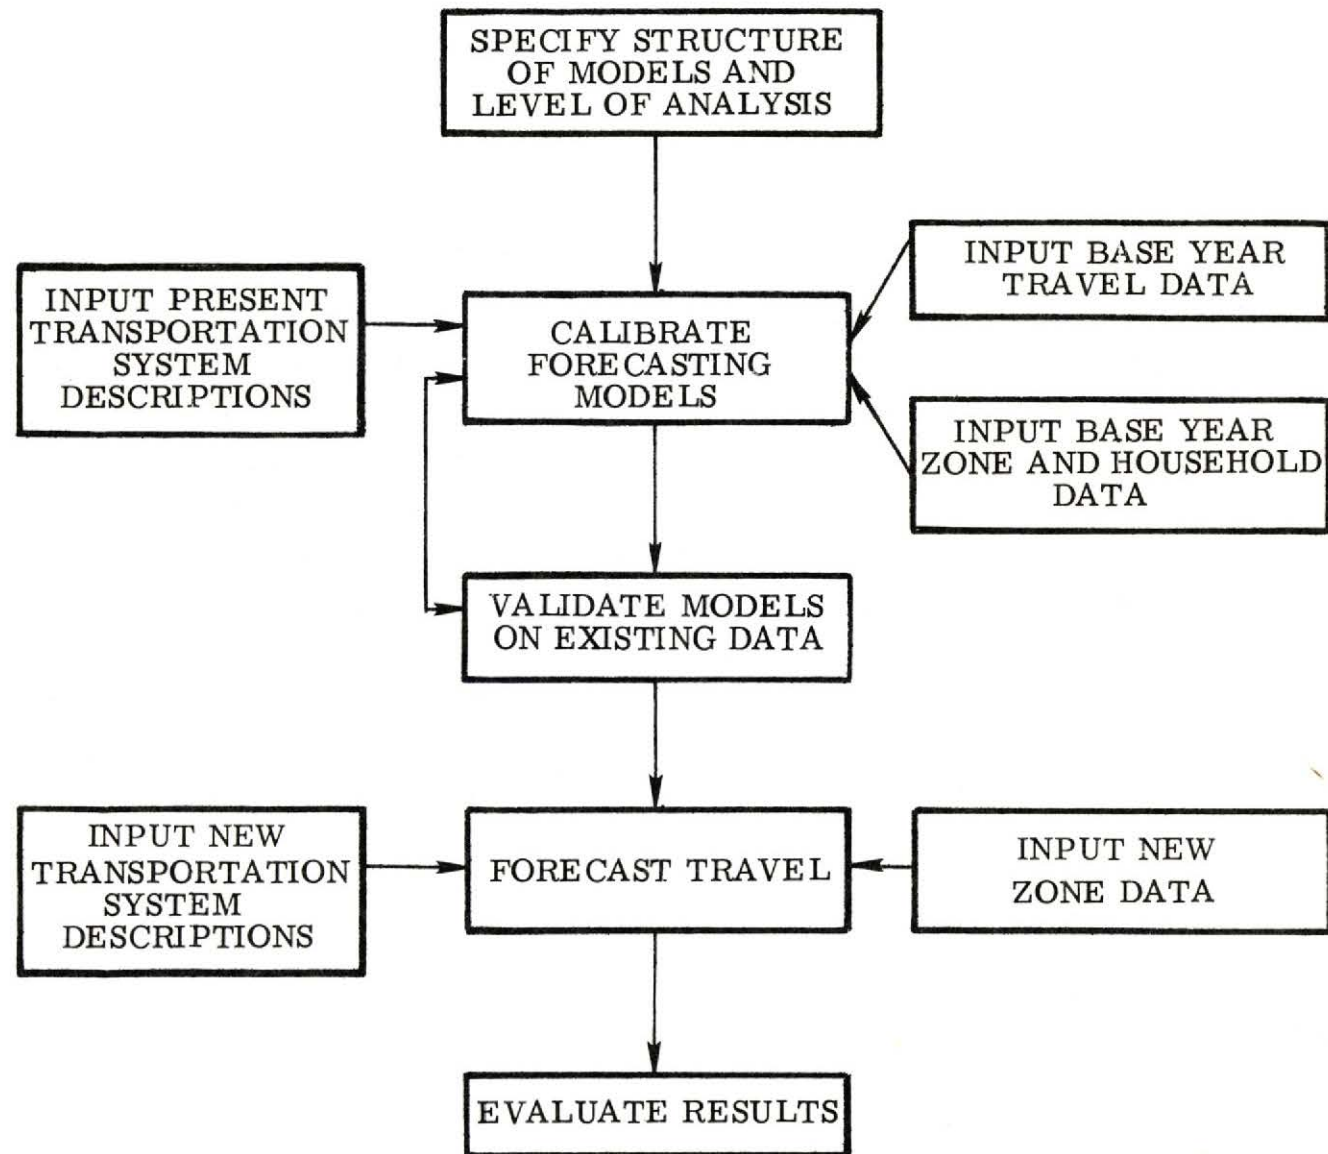 SPECIFY STRUCTURE
OF MODELS AND
LEVEL OF ANALYSIS
INPUT PRESENT
TRANSPORTATION
SYSTEM
DESCRIPTIONS
CALIBRATE
FORECASTING
MODELS
INPUT BASE YEAR
TRAVEL DATA
INPUT BASE YEAR
ZONE AND HOUSEHOLD
DATA
VALIDATE MODELS
ON EXISTING DATA
INPUT NEW
TRANSPORTATION
SYSTEM
DESCRIPTIONS
FORECAST TRAVEL
INPUT NEW
ZONE DATA
EVALUATE RESULTS